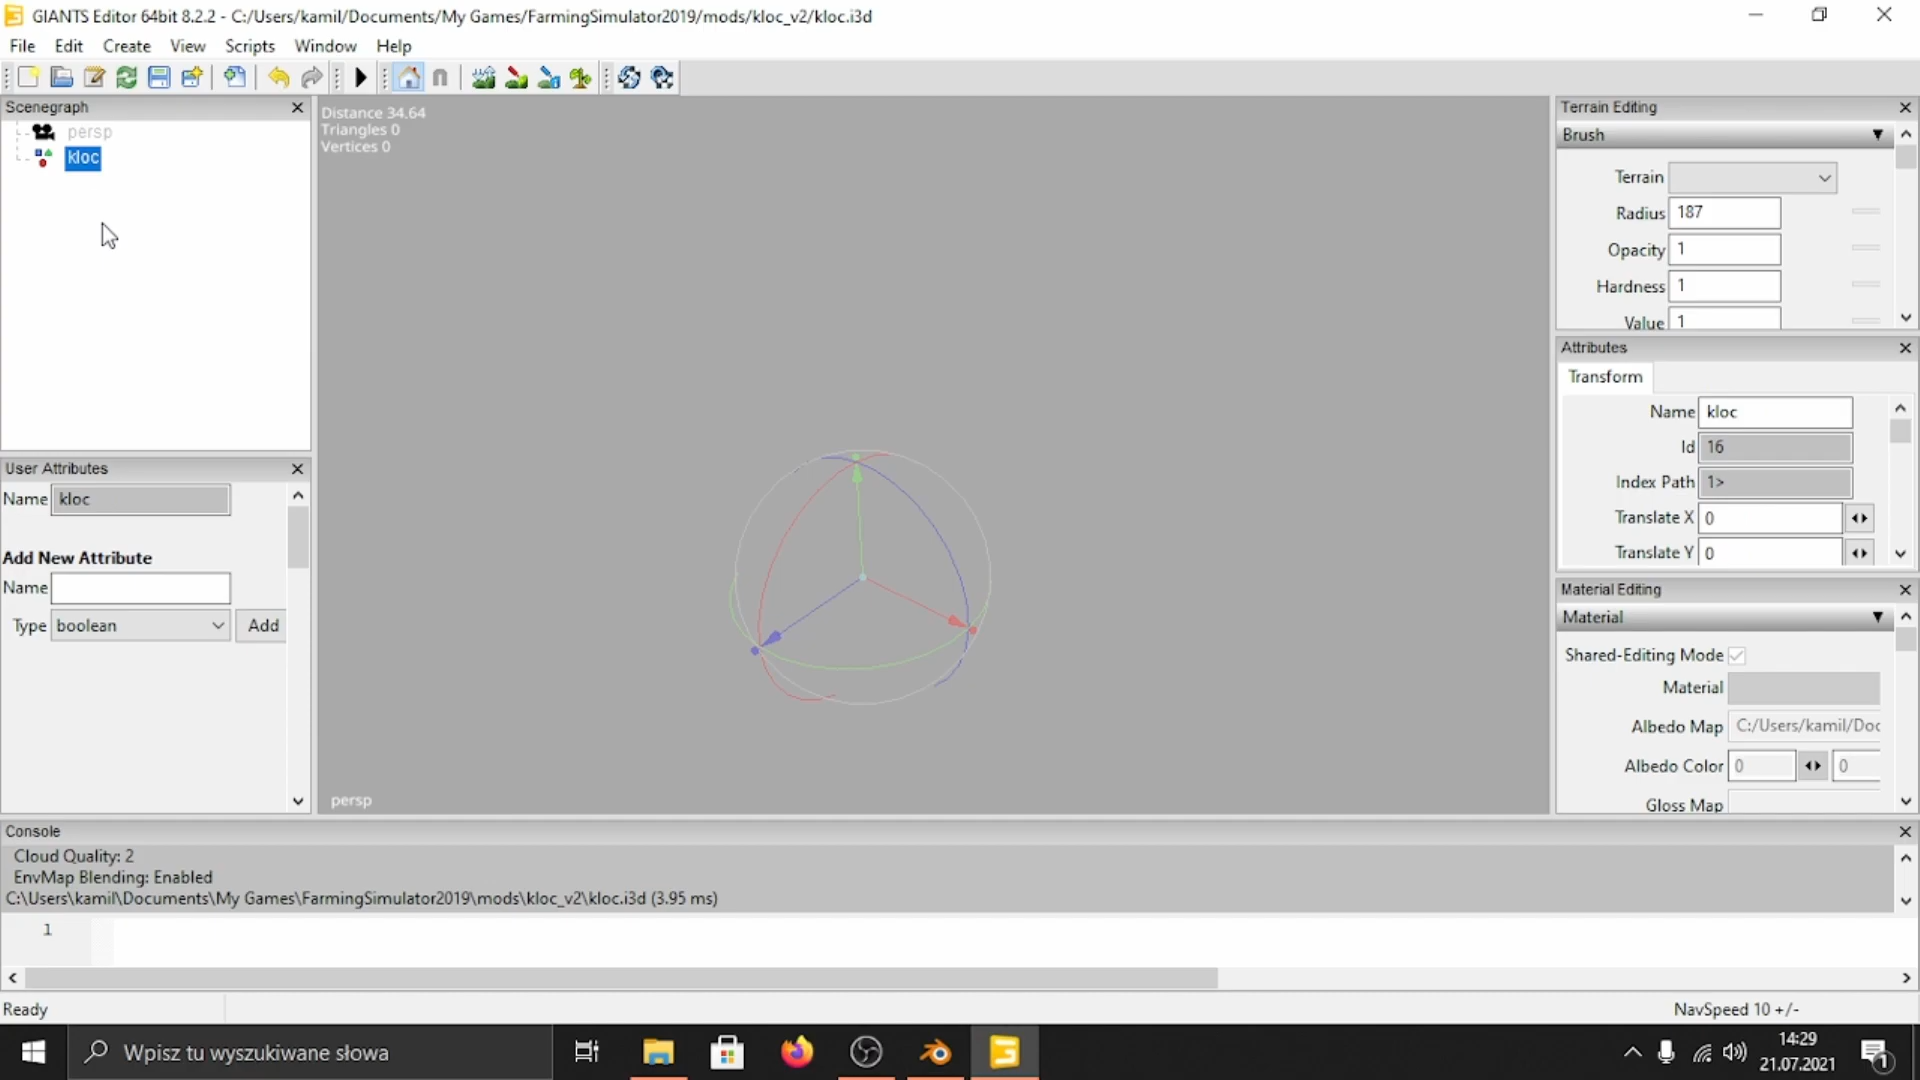 GIANTS Editor 64bit 8.2.2 - C:/Users/kamil/Documents/My Games/FarmingSimulator2019/mods/kloc_v2/kloc.i3d
File Edit Create View Scripts Window Help
Scenegraph
persp
kloc
Distance 34.64
Triangles 0
Vertices 0
persp
Terrain Editing
Brush
Terrain
Radius 187
Opacity 1
Hardness 1
Value 1
Attributes
Transform
Name kloc
Id 16
Index Path 1>
Translate X 0
Translate Y 0
User Attributes
Name kloc
Add New Attribute
Name
Type boolean Add
Material Editing
Material
Shared-Editing Mode
Material
Albedo Map C:/Users/kamil/Doc
Albedo Color 0 0
Gloss Map
Console
Cloud Quality: 2
EnvMap Blending: Enabled
C:\Users\kamil\Documents\My Games\FarmingSimulator2019\mods\kloc_v2\kloc.i3d (3.95 ms)
1
Ready
NavSpeed 10 +/-
Wpisz tu wyszukiwane słowa
14:29
21.07.2021
1